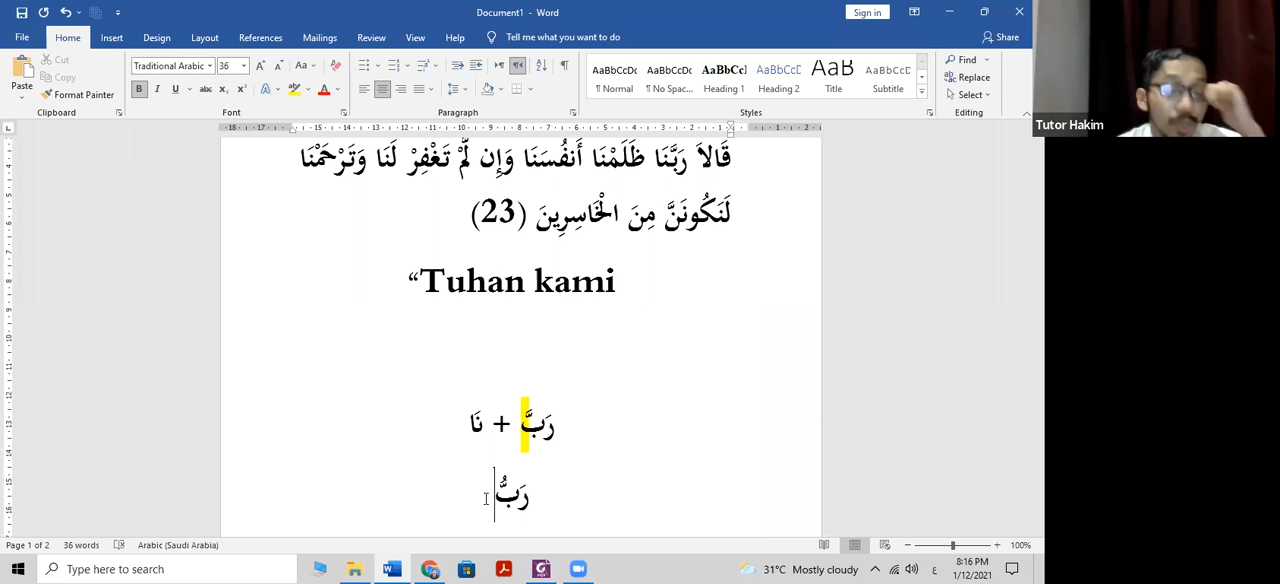 Document1 - Word
Sign in
File Home Insert Design Layout References Mailings Review View Help Tell me what you want to do Share
Paste Cut Copy Format Painter
Traditional Arabic 36
AaBbCcDc AaBbCcDc AaBbCc AaBbCcD AaB AaBbCcD
¶ Normal ¶ No Spac... Heading 1 Heading 2 Title Subtitle
Find Replace Select
Clipboard Font Paragraph Styles Editing
Tutor Hakim
قَالاَ رَبَّنَا ظَلَمْنَا أَنفُسَنَا وَإِن لَّمْ تَغْفِرْ لَنَا وَتَرْحَمْنَا
لَنَكُونَنَّ مِنَ الْخَاسِرِينَ (23)
“Tuhan kami
رَبَّ + نَا
رَبُّ
Page 1 of 2 36 words Arabic (Saudi Arabia) 100%
Type here to search
31°C Mostly cloudy ع 8:16 PM
1/12/2021